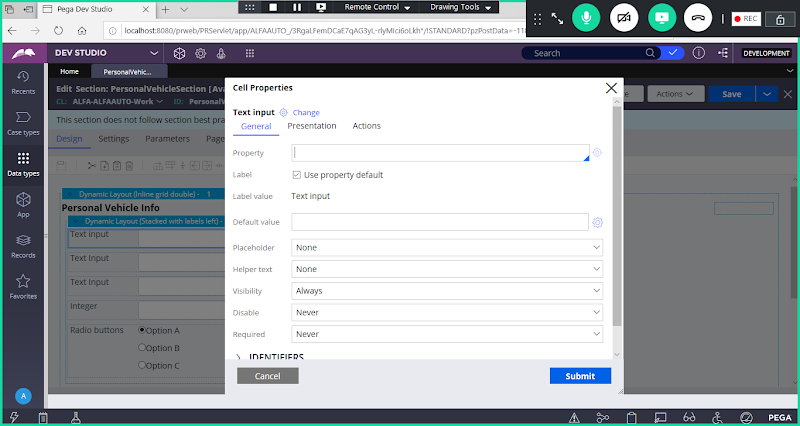 Pega Dev Studio
Remote Control
Drawing Tools
REC
localhost:8080/prweb/PRServlet/app/ALFAAUTO_/3RgaLFemDCaE7qAG3yL-rlyMIci6oLkh*/!STANDARD?pzPostData=-118
DEV STUDIO
Search
DEVELOPMENT
Home
PersonalVehic...
Recents
Case types
Data types
App
Records
Favorites
A
Edit Section: PersonalVehicleSection [Ava
CL: ALFA-ALFAAUTO-Work
ID: PersonalV
Actions
Save
This section does not follow section best pra
Design
Settings
Parameters
Page
Dynamic Layout (Inline grid double) - 1
Personal Vehicle Info
Dynamic Layout (Stacked with labels left) -
Text input
Text input
Text input
Integer
Radio buttons
Option A
Option B
Option C
Cell Properties
Text input
Change
General
Presentation
Actions
Property
Label
Use property default
Label value
Text input
Default value
Placeholder
None
Helper text
None
Visibility
Always
Disable
Never
Required
Never
IDENTIFIERS
Cancel
Submit
PEGA